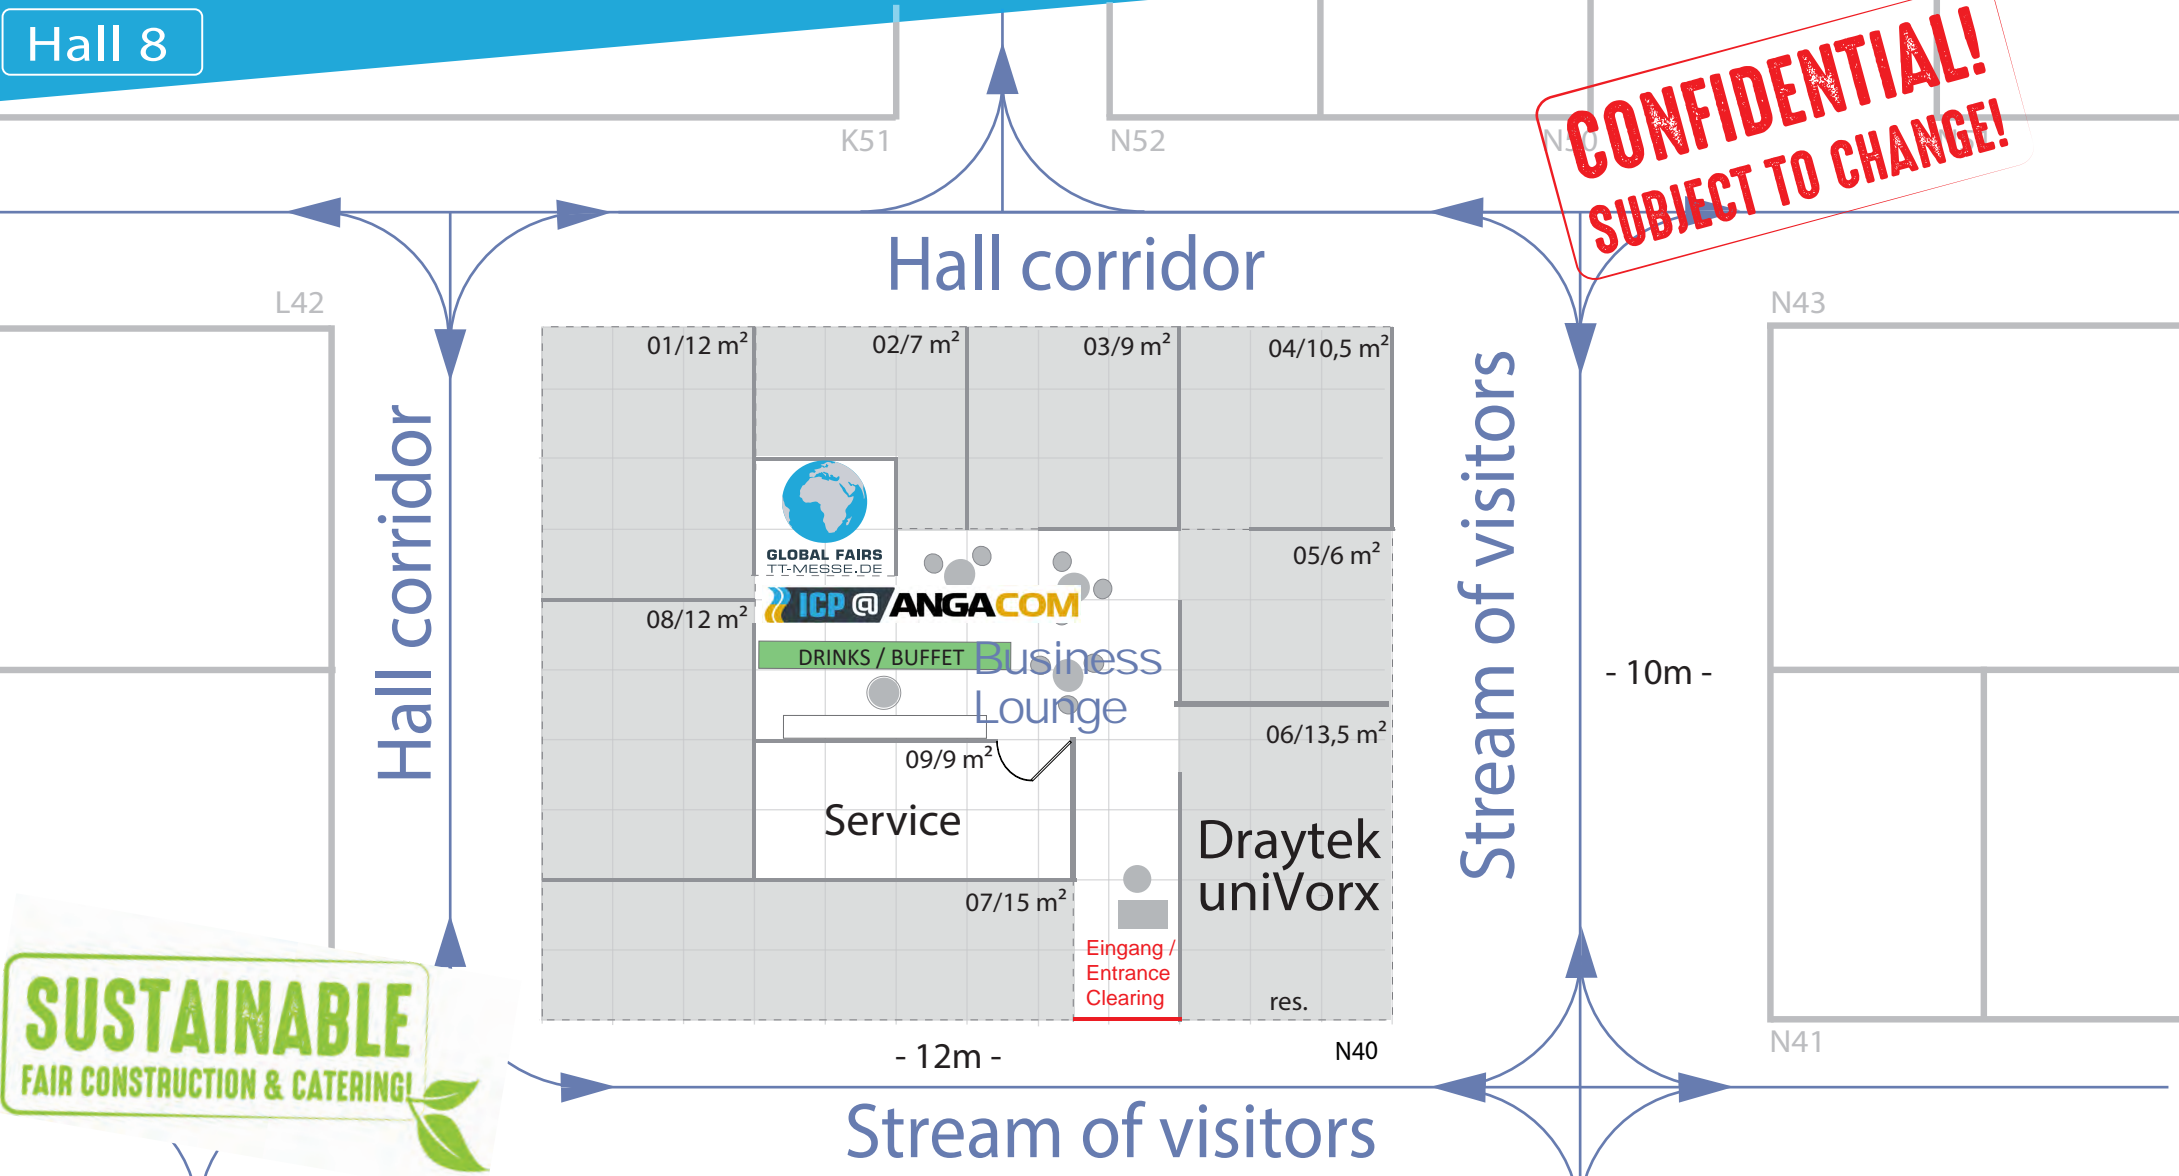 Hall 8
CONFIDENTIAL!
SUBJECT TO CHANGE!
K51
N52
N50
Hall corridor
L42
N43
01/12 m²
02/7 m²
03/9 m²
04/10,5 m²
Hall corridor
Stream of visitors
GLOBAL FAIRS
TT-MESSE.DE
05/6 m²
ICP @ ANGACOM
08/12 m²
DRINKS / BUFFET
Business
Lounge
- 10m -
06/13,5 m²
09/9 m²
Service
Draytek
uniVorx
07/15 m²
Eingang /
Entrance
Clearing
res.
SUSTAINABLE
FAIR CONSTRUCTION & CATERING!
- 12m -
N40
N41
Stream of visitors